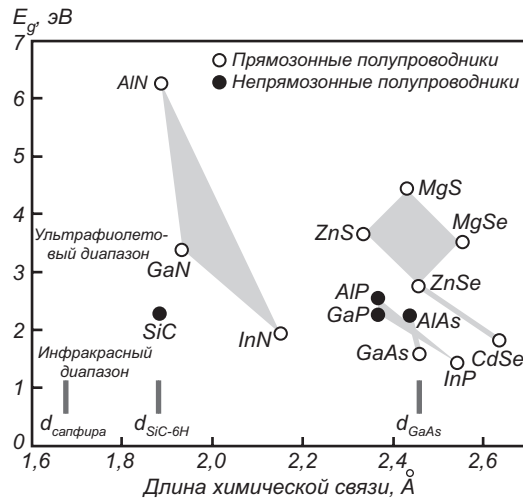 E_g, эВ
Прямозонные полупроводники
Непрямозонные полупроводники
7
6
5
4
3
2
1
0
AlN
MgS
MgSe
ZnS
Ультрафиолето-
вый диапазон
GaN
ZnSe
AlP
GaP
AlAs
SiC
InN
GaAs
CdSe
InP
Инфракрасный
диапазон
d_сапфира
d_SiC-6H
d_GaAs
1,6 1,8 2,0 2,2 2,4 2,6
Длина химической связи, Å